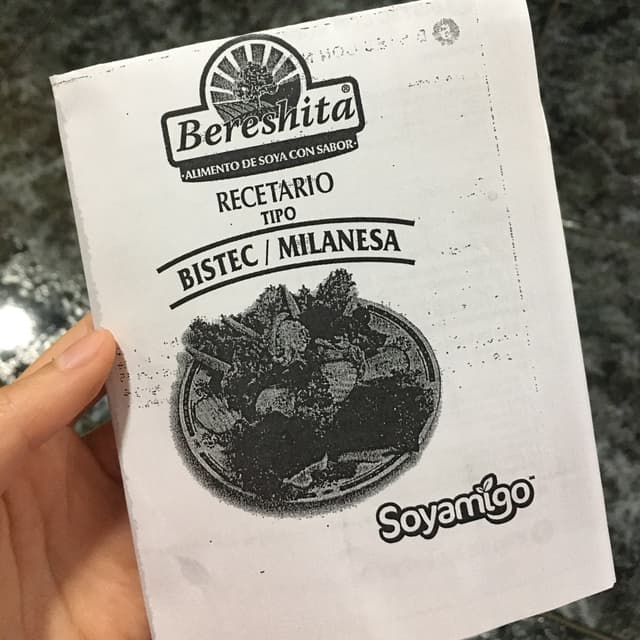 Bereshita®
·ALIMENTO DE SOYA CON SABOR·
RECETARIO
TIPO
BISTEC / MILANESA
Soyamigo™